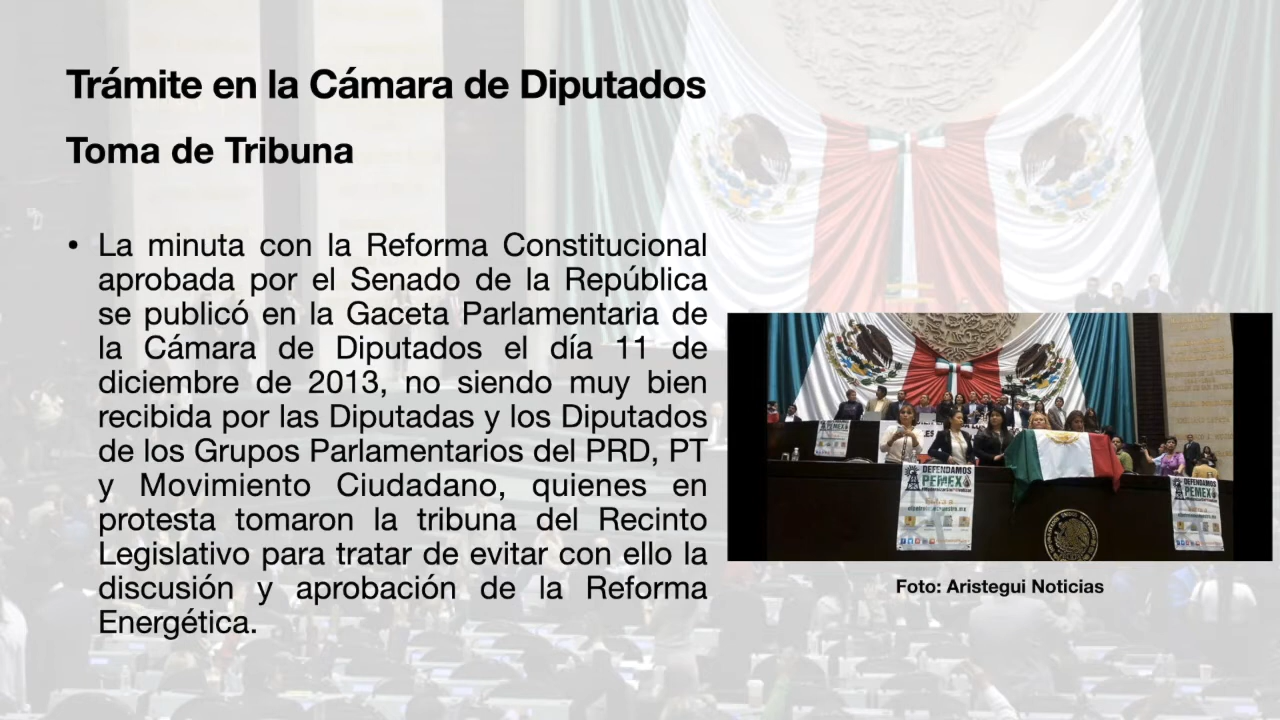 Trámite en la Cámara de Diputados
Toma de Tribuna
• La minuta con la Reforma Constitucional
aprobada por el Senado de la República
se publicó en la Gaceta Parlamentaria de
la Cámara de Diputados el día 11 de
diciembre de 2013, no siendo muy bien
recibida por las Diputadas y los Diputados
de los Grupos Parlamentarios del PRD, PT
y Movimiento Ciudadano, quienes en
protesta tomaron la tribuna del Recinto
Legislativo para tratar de evitar con ello la
discusión y aprobación de la Reforma
Energética.
DEFENDAMOS
PEMEX
DEFENDAMOS
PEMEX
Foto: Aristegui Noticias